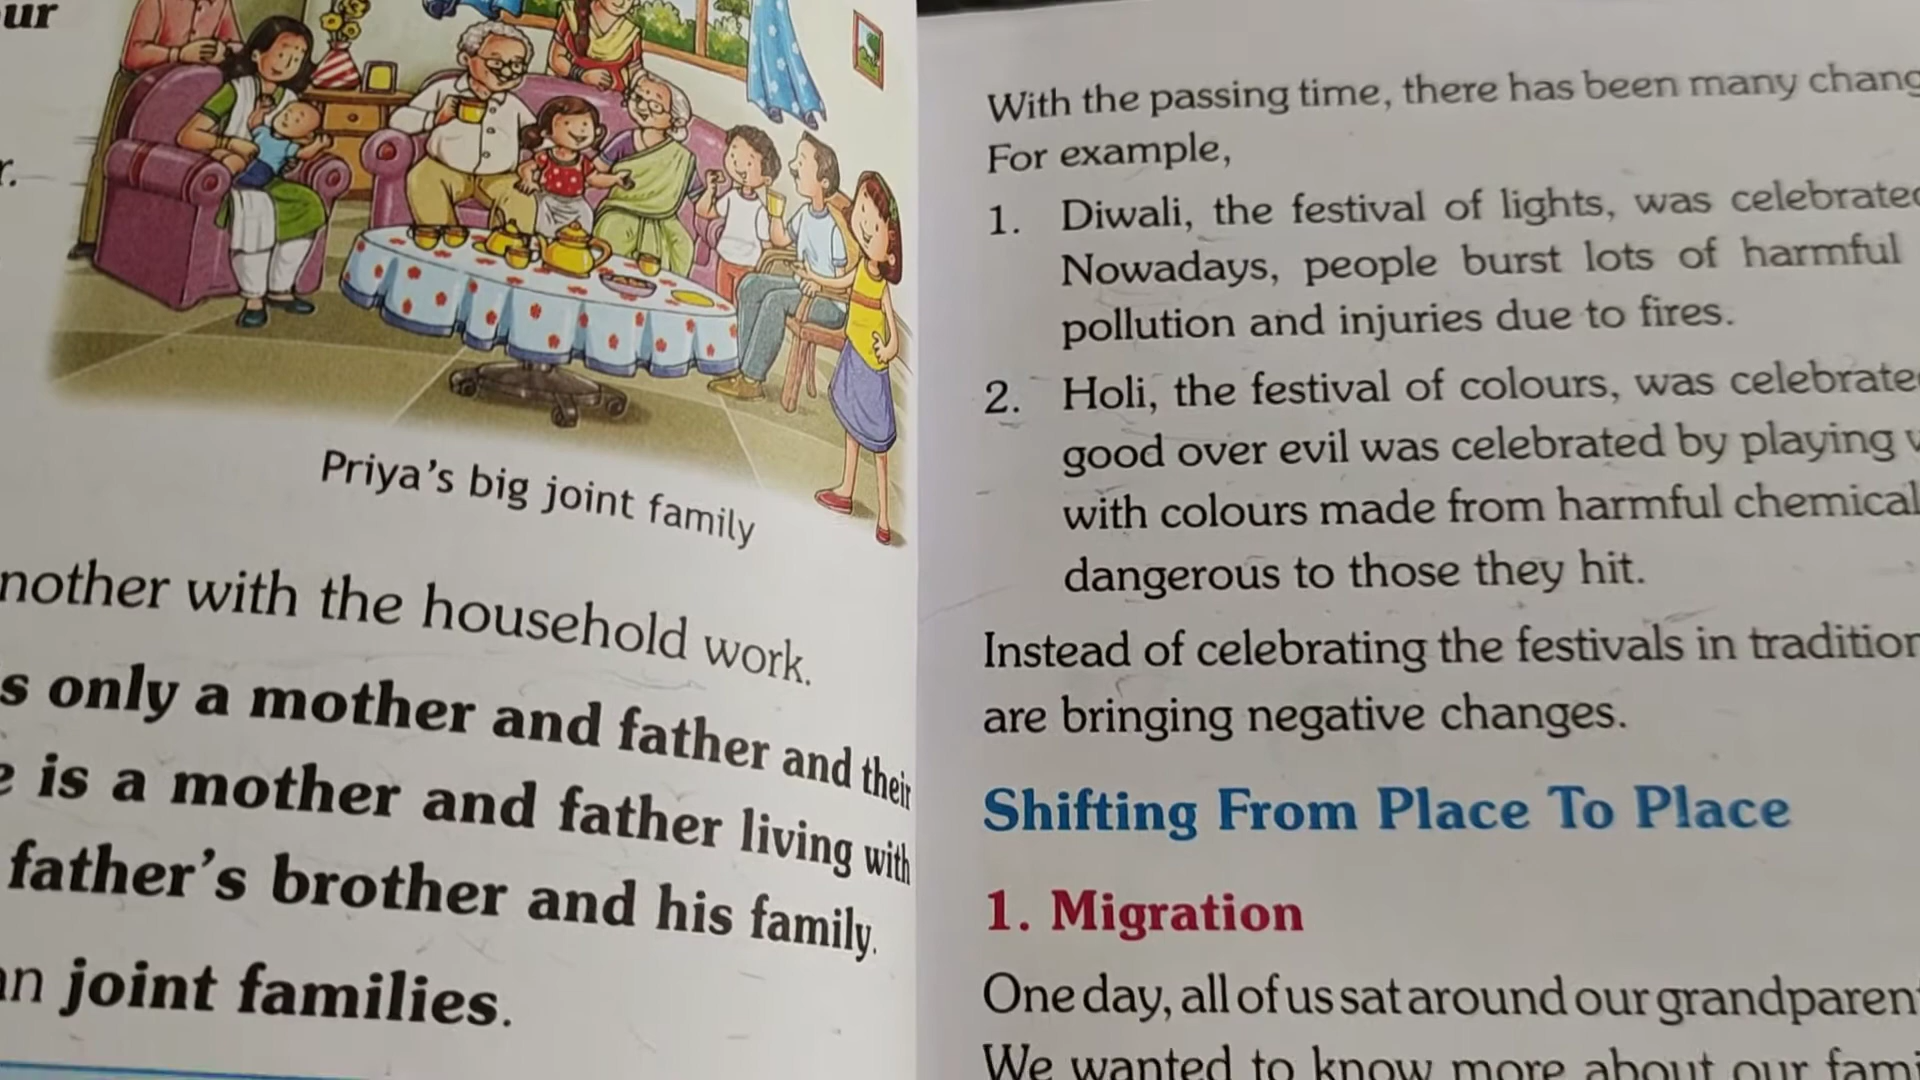 our
r.
Priya's big joint family
mother with the household work.
s only a mother and father and their
e is a mother and father living with
father's brother and his family.
an joint families.
With the passing time, there has been many chang
For example,
1. Diwali, the festival of lights, was celebrated
Nowadays, people burst lots of harmful
pollution and injuries due to fires.
2. Holi, the festival of colours, was celebrate
good over evil was celebrated by playing
with colours made from harmful chemical
dangerous to those they hit.
Instead of celebrating the festivals in tradition
are bringing negative changes.
Shifting From Place To Place
1. Migration
One day, all of us sat around our grandparent
We wanted to know more about our fami